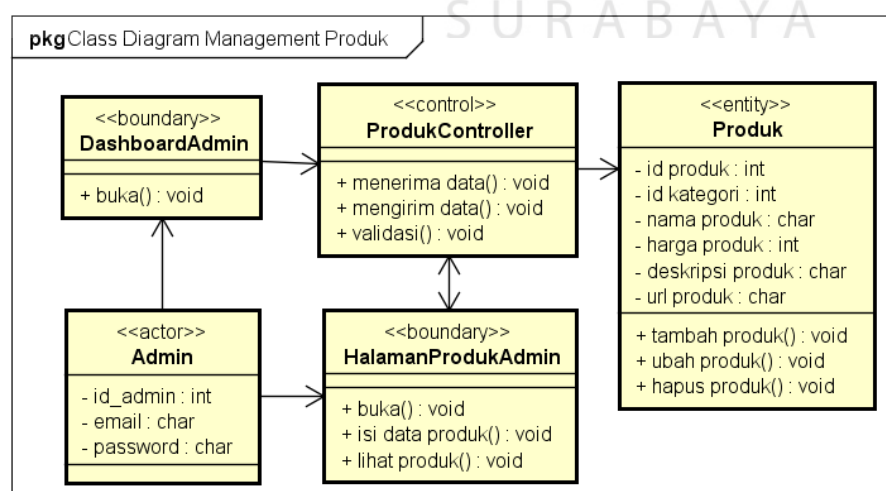 SURABAYA
pkg Class Diagram Management Produk
<<boundary>>
DashboardAdmin
+ buka() : void
<<control>>
ProdukController
+ menerima data() : void
+ mengirim data() : void
+ validasi() : void
<<entity>>
Produk
- id produk : int
- id kategori : int
- nama produk : char
- harga produk : int
- deskripsi produk : char
- url produk : char
+ tambah produk() : void
+ ubah produk() : void
+ hapus produk() : void
<<actor>>
Admin
- id_admin : int
- email : char
- password : char
<<boundary>>
HalamanProdukAdmin
+ buka() : void
+ isi data produk() : void
+ lihat produk() : void